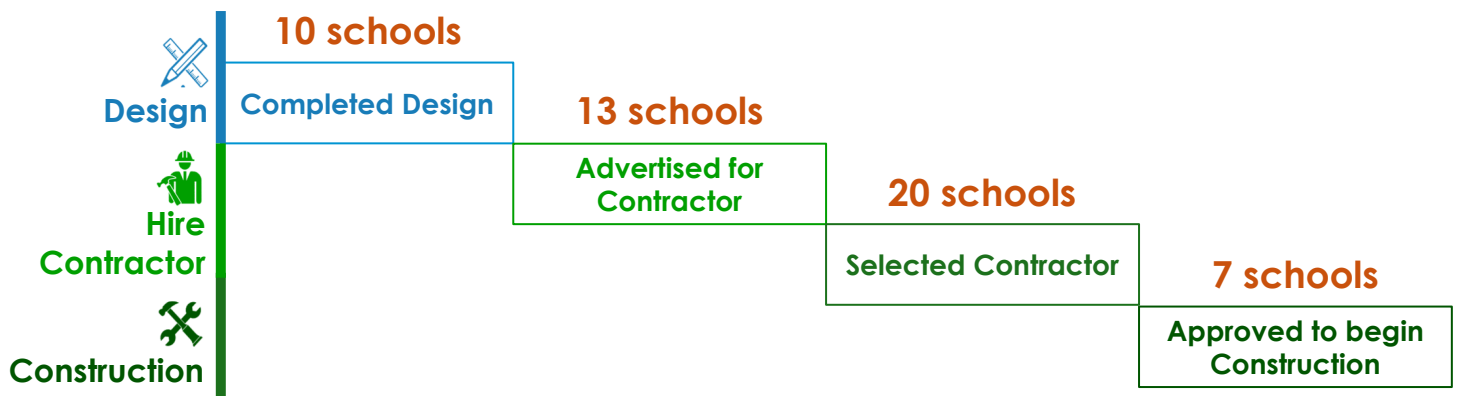 10 schools
Design
Completed Design
13 schools
Hire
Contractor
Advertised for
Contractor
20 schools
Selected Contractor
7 schools
Construction
Approved to begin
Construction